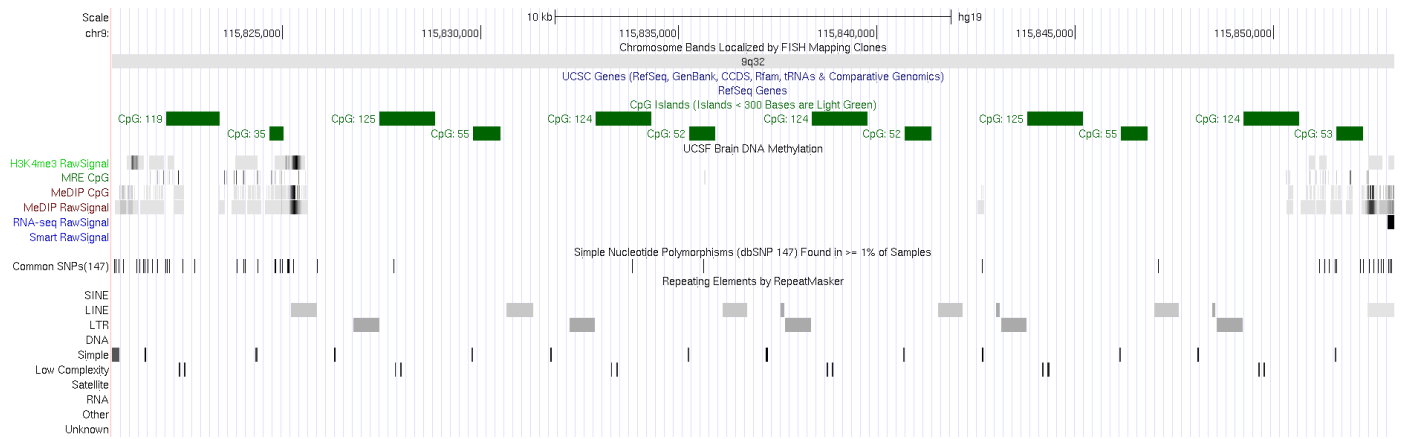 Scale 10 kb hg19
chr9: 115,825,000 115,830,000 115,835,000 115,840,000 115,845,000 115,850,000
Chromosome Bands Localized by FISH Mapping Clones
9q32
UCSC Genes (RefSeq, GenBank, CCDS, Rfam, tRNAs & Comparative Genomics)
RefSeq Genes
CpG Islands (Islands < 300 Bases are Light Green)
CpG: 119 CpG: 125 CpG: 124 CpG: 124 CpG: 125 CpG: 124
CpG: 35 CpG: 55 CpG: 52 CpG: 52 CpG: 55 CpG: 53
UCSF Brain DNA Methylation
H3K4me3 RawSignal
MRE CpG
MeDIP CpG
MeDIP RawSignal
RNA-seq RawSignal
Smart RawSignal
Simple Nucleotide Polymorphisms (dbSNP 147) Found in >= 1% of Samples
Common SNPs(147)
Repeating Elements by RepeatMasker
SINE
LINE
LTR
DNA
Simple
Low Complexity
Satellite
RNA
Other
Unknown